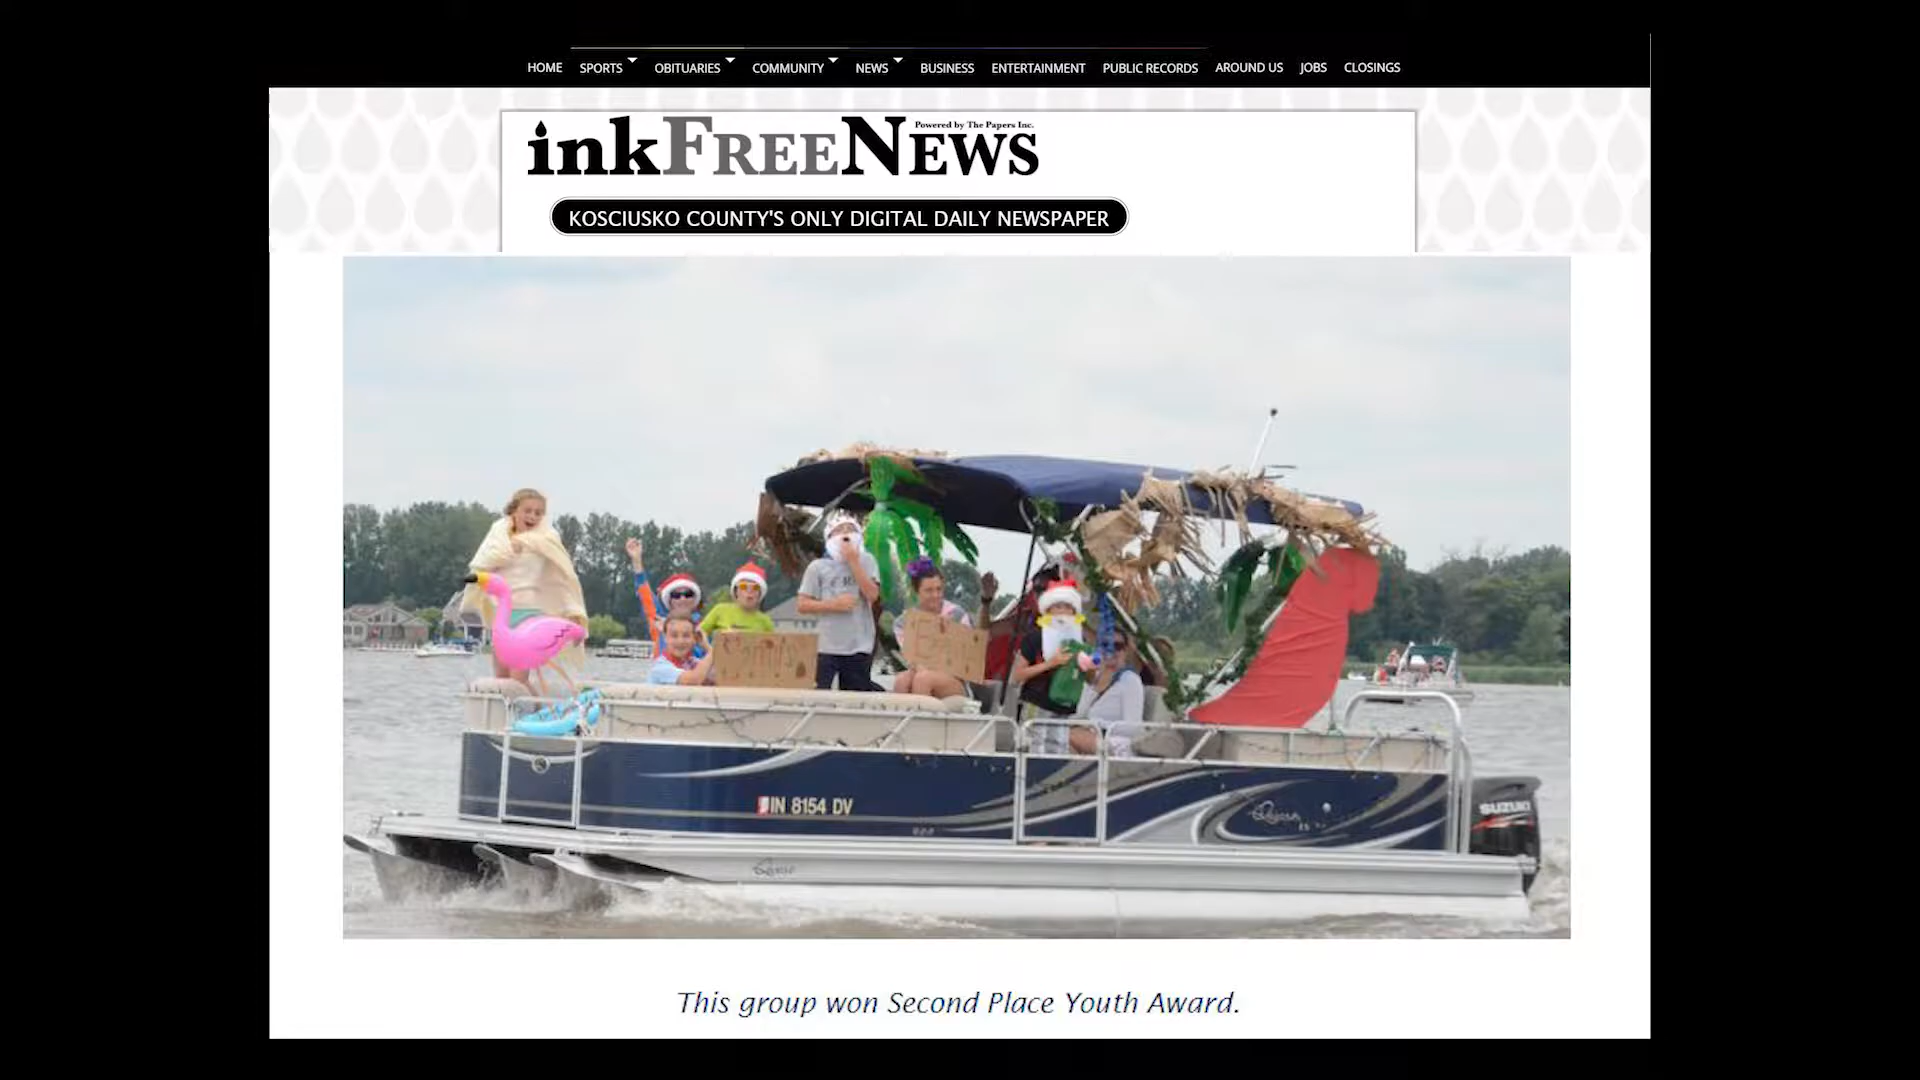 HOME SPORTS OBITUARIES COMMUNITY NEWS BUSINESS ENTERTAINMENT PUBLIC RECORDS AROUND US JOBS CLOSINGS
Powered by The Papers Inc.
inkFREENEWS
KOSCIUSKO COUNTY'S ONLY DIGITAL DAILY NEWSPAPER
IN 8154 DV
SUZUKI
This group won Second Place Youth Award.